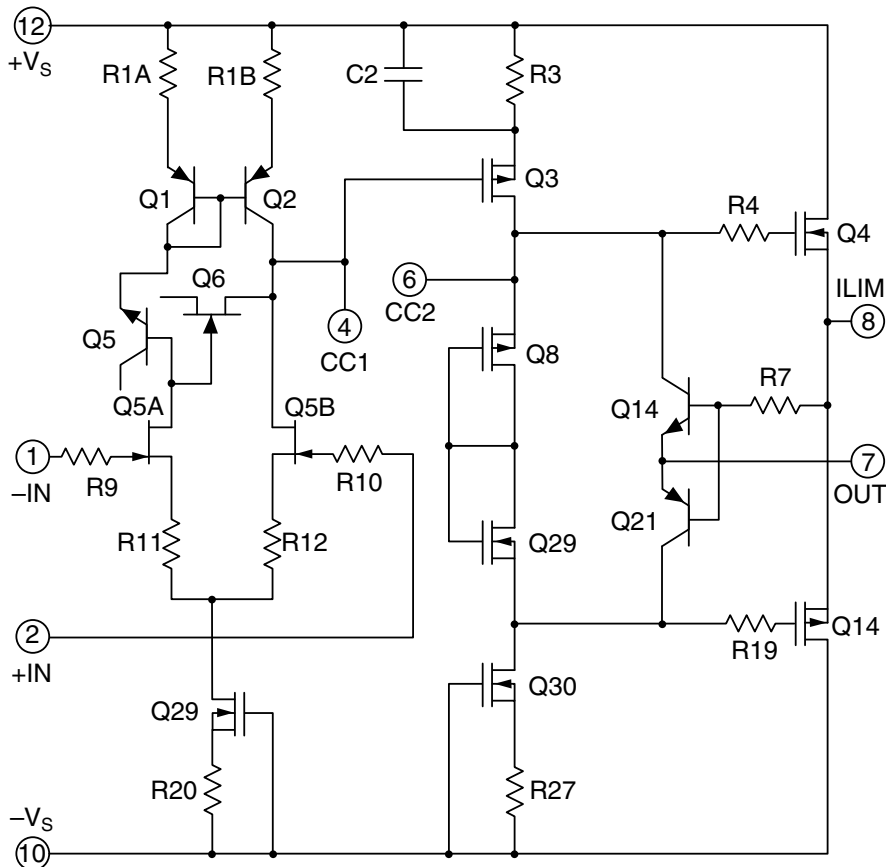 12
+VS
R1A
R1B
C2
R3
Q1
Q2
Q3
R4
Q4
Q6
6
CC2
ILIM
8
4
CC1
Q5
Q8
Q5A
Q5B
Q14
R7
1
–IN
R9
R10
7
OUT
Q21
R11
R12
Q29
2
+IN
R19
Q14
Q29
Q30
R20
R27
–VS
10